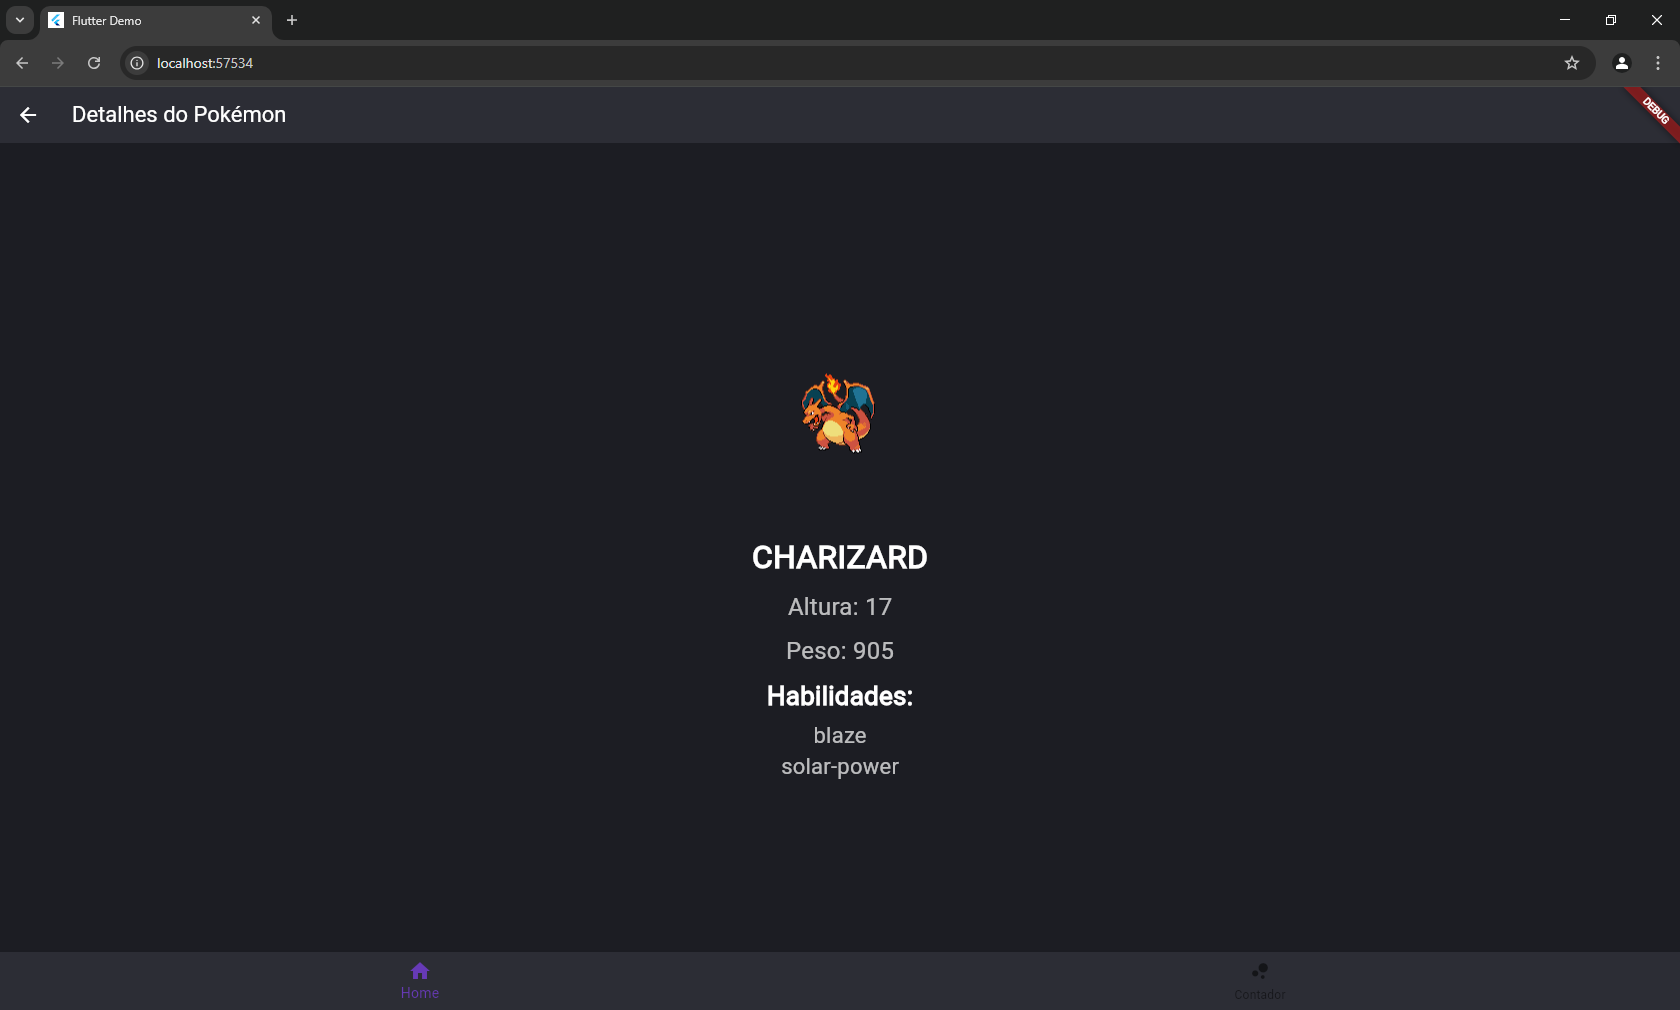 Flutter Demo
localhost:57534
Detalhes do Pokémon
DEBUG
CHARIZARD
Altura: 17
Peso: 905
Habilidades:
blaze
solar-power
Home
Contador